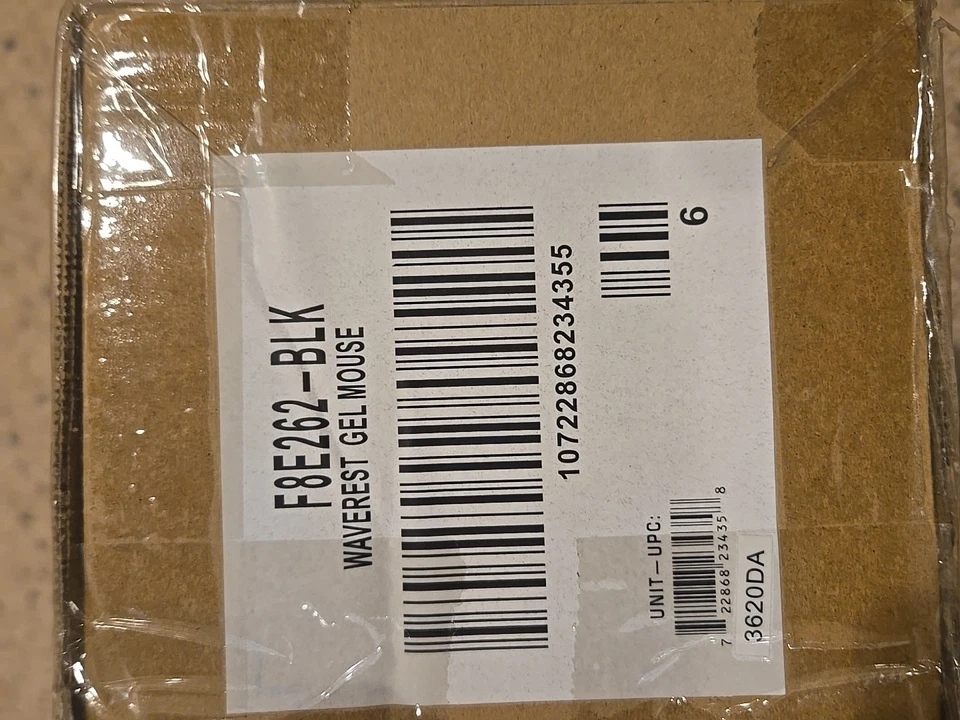 F8E262-BLK
WAVEREST GEL MOUSE
10722868234355
6
UNIT-UPC:
7 22868 23435 8
3620DA